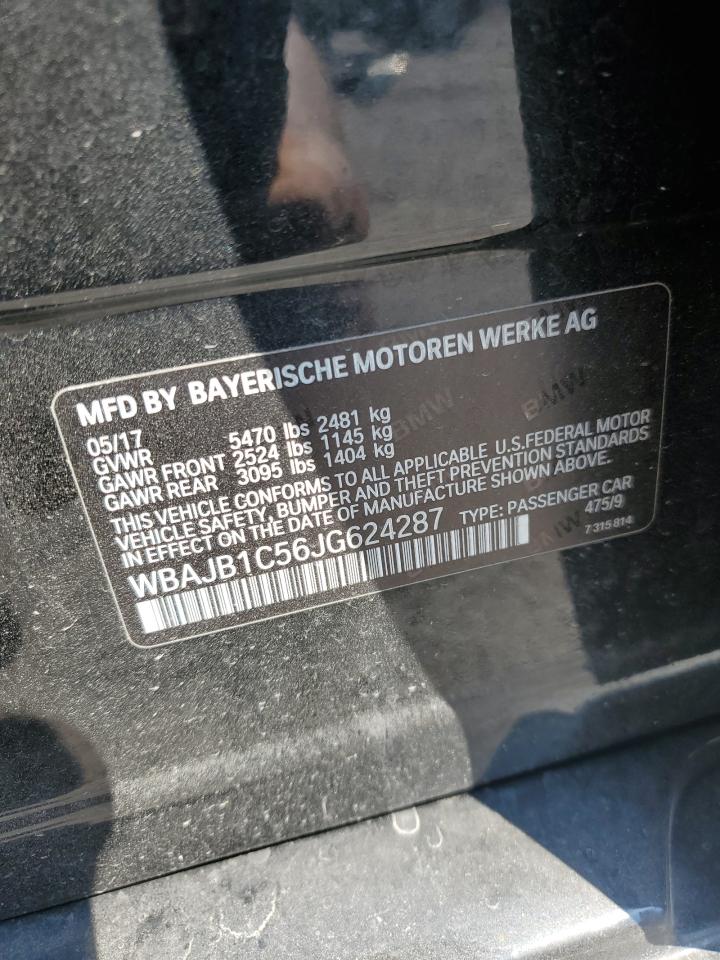 MFD BY BAYERISCHE MOTOREN WERKE AG
05/17
GVWR 5470 lbs 2481 kg
GAWR FRONT 2524 lbs 1145 kg
GAWR REAR 3095 lbs 1404 kg
THIS VEHICLE CONFORMS TO ALL APPLICABLE U.S.FEDERAL MOTOR
VEHICLE SAFETY, BUMPER AND THEFT PREVENTION STANDARDS
IN EFFECT ON THE DATE OF MANUFACTURE SHOWN ABOVE.
WBAJB1C56JG624287 TYPE: PASSENGER CAR
475/9
7 315 814
BMW
BMW
BMW